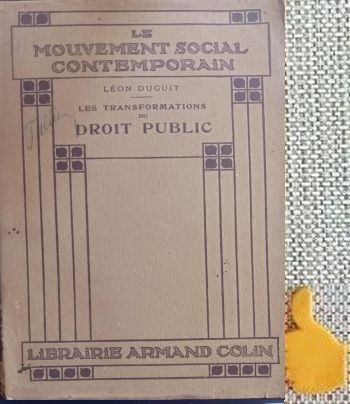 LE
MOUVEMENT SOCIAL
CONTEMPORAIN
LÉON DUGUIT
LES TRANSFORMATIONS
DU
DROIT PUBLIC
LIBRAIRIE ARMAND COLIN